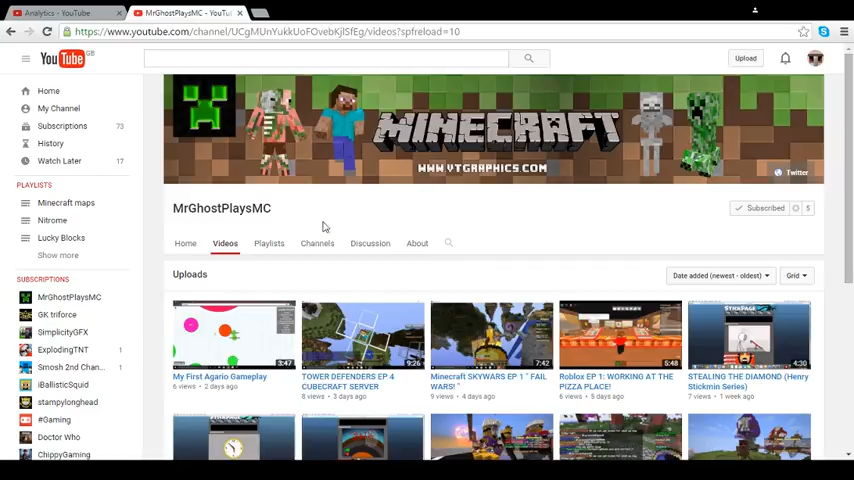 Analytics - YouTube
MrGhostPlaysMC - YouTu
https://www.youtube.com/channel/UCgMUnYukkUoFOvebKjlSfEg/videos?spfreload=10
YouTube GB
Upload
Home
My Channel
Subscriptions 73
History
Watch Later 17
PLAYLISTS
Minecraft maps
Nitrome
Lucky Blocks
Show more
SUBSCRIPTIONS
MrGhostPlaysMC
GK triforce
SimplicityGFX
ExplodingTNT 1
Smosh 2nd Chan... 1
iBallisticSquid
stampylonghead
#Gaming
Doctor Who
ChippyGaming
MINECRAFT
WWW.YTGRAPHICS.COM
Twitter
MrGhostPlaysMC
Subscribed 5
Home Videos Playlists Channels Discussion About
Uploads
Date added (newest - oldest) Grid
3:47
My First Agario Gameplay
6 views • 2 days ago
9:26
TOWER DEFENDERS EP 4
CUBECRAFT SERVER
8 views • 3 days ago
7:42
Minecraft SKYWARS EP 1 " FAIL
WARS! "
9 views • 4 days ago
5:48
Roblox EP 1: WORKING AT THE
PIZZA PLACE!
6 views • 5 days ago
4:30
STEALING THE DIAMOND (Henry
Stickmin Series)
7 views • 1 week ago